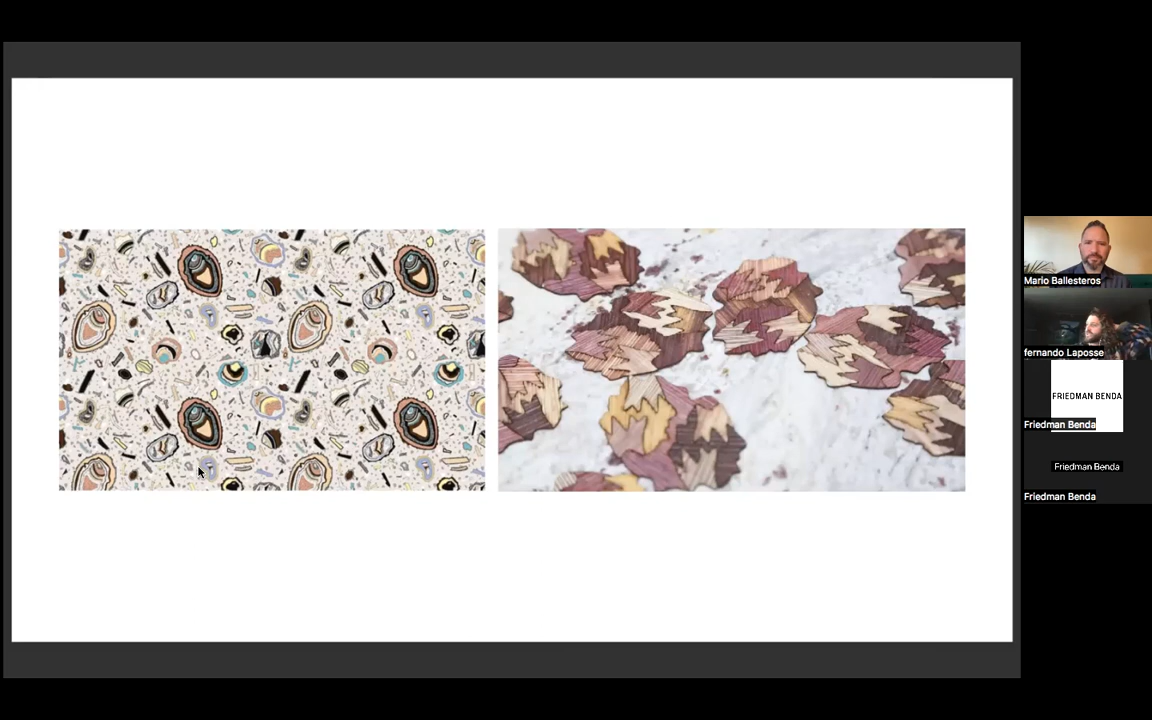 Mario Ballesteros
fernando Laposse
FRIEDMAN BENDA
Friedman Benda
Friedman Benda
Friedman Benda